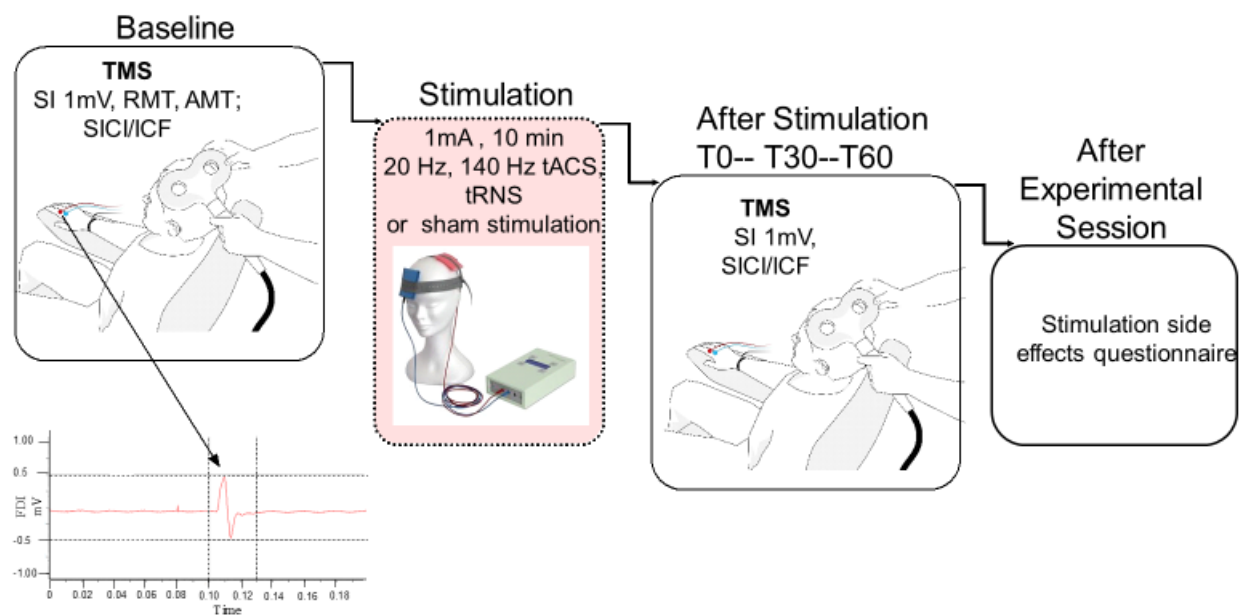 Baseline
TMS
SI 1mV, RMT, AMT;
SICI/ICF
Stimulation
1mA , 10 min
20 Hz, 140 Hz tACS,
tRNS
or sham stimulation
After Stimulation
T0-- T30--T60
TMS
SI 1mV,
SICI/ICF
After
Experimental
Session
Stimulation side
effects questionnaire
FDI
mV
1.00
0.5
-0.5
-1.00
0 0.02 0.04 0.06 0.08 0.10 0.12 0.14 0.16 0.18
Time